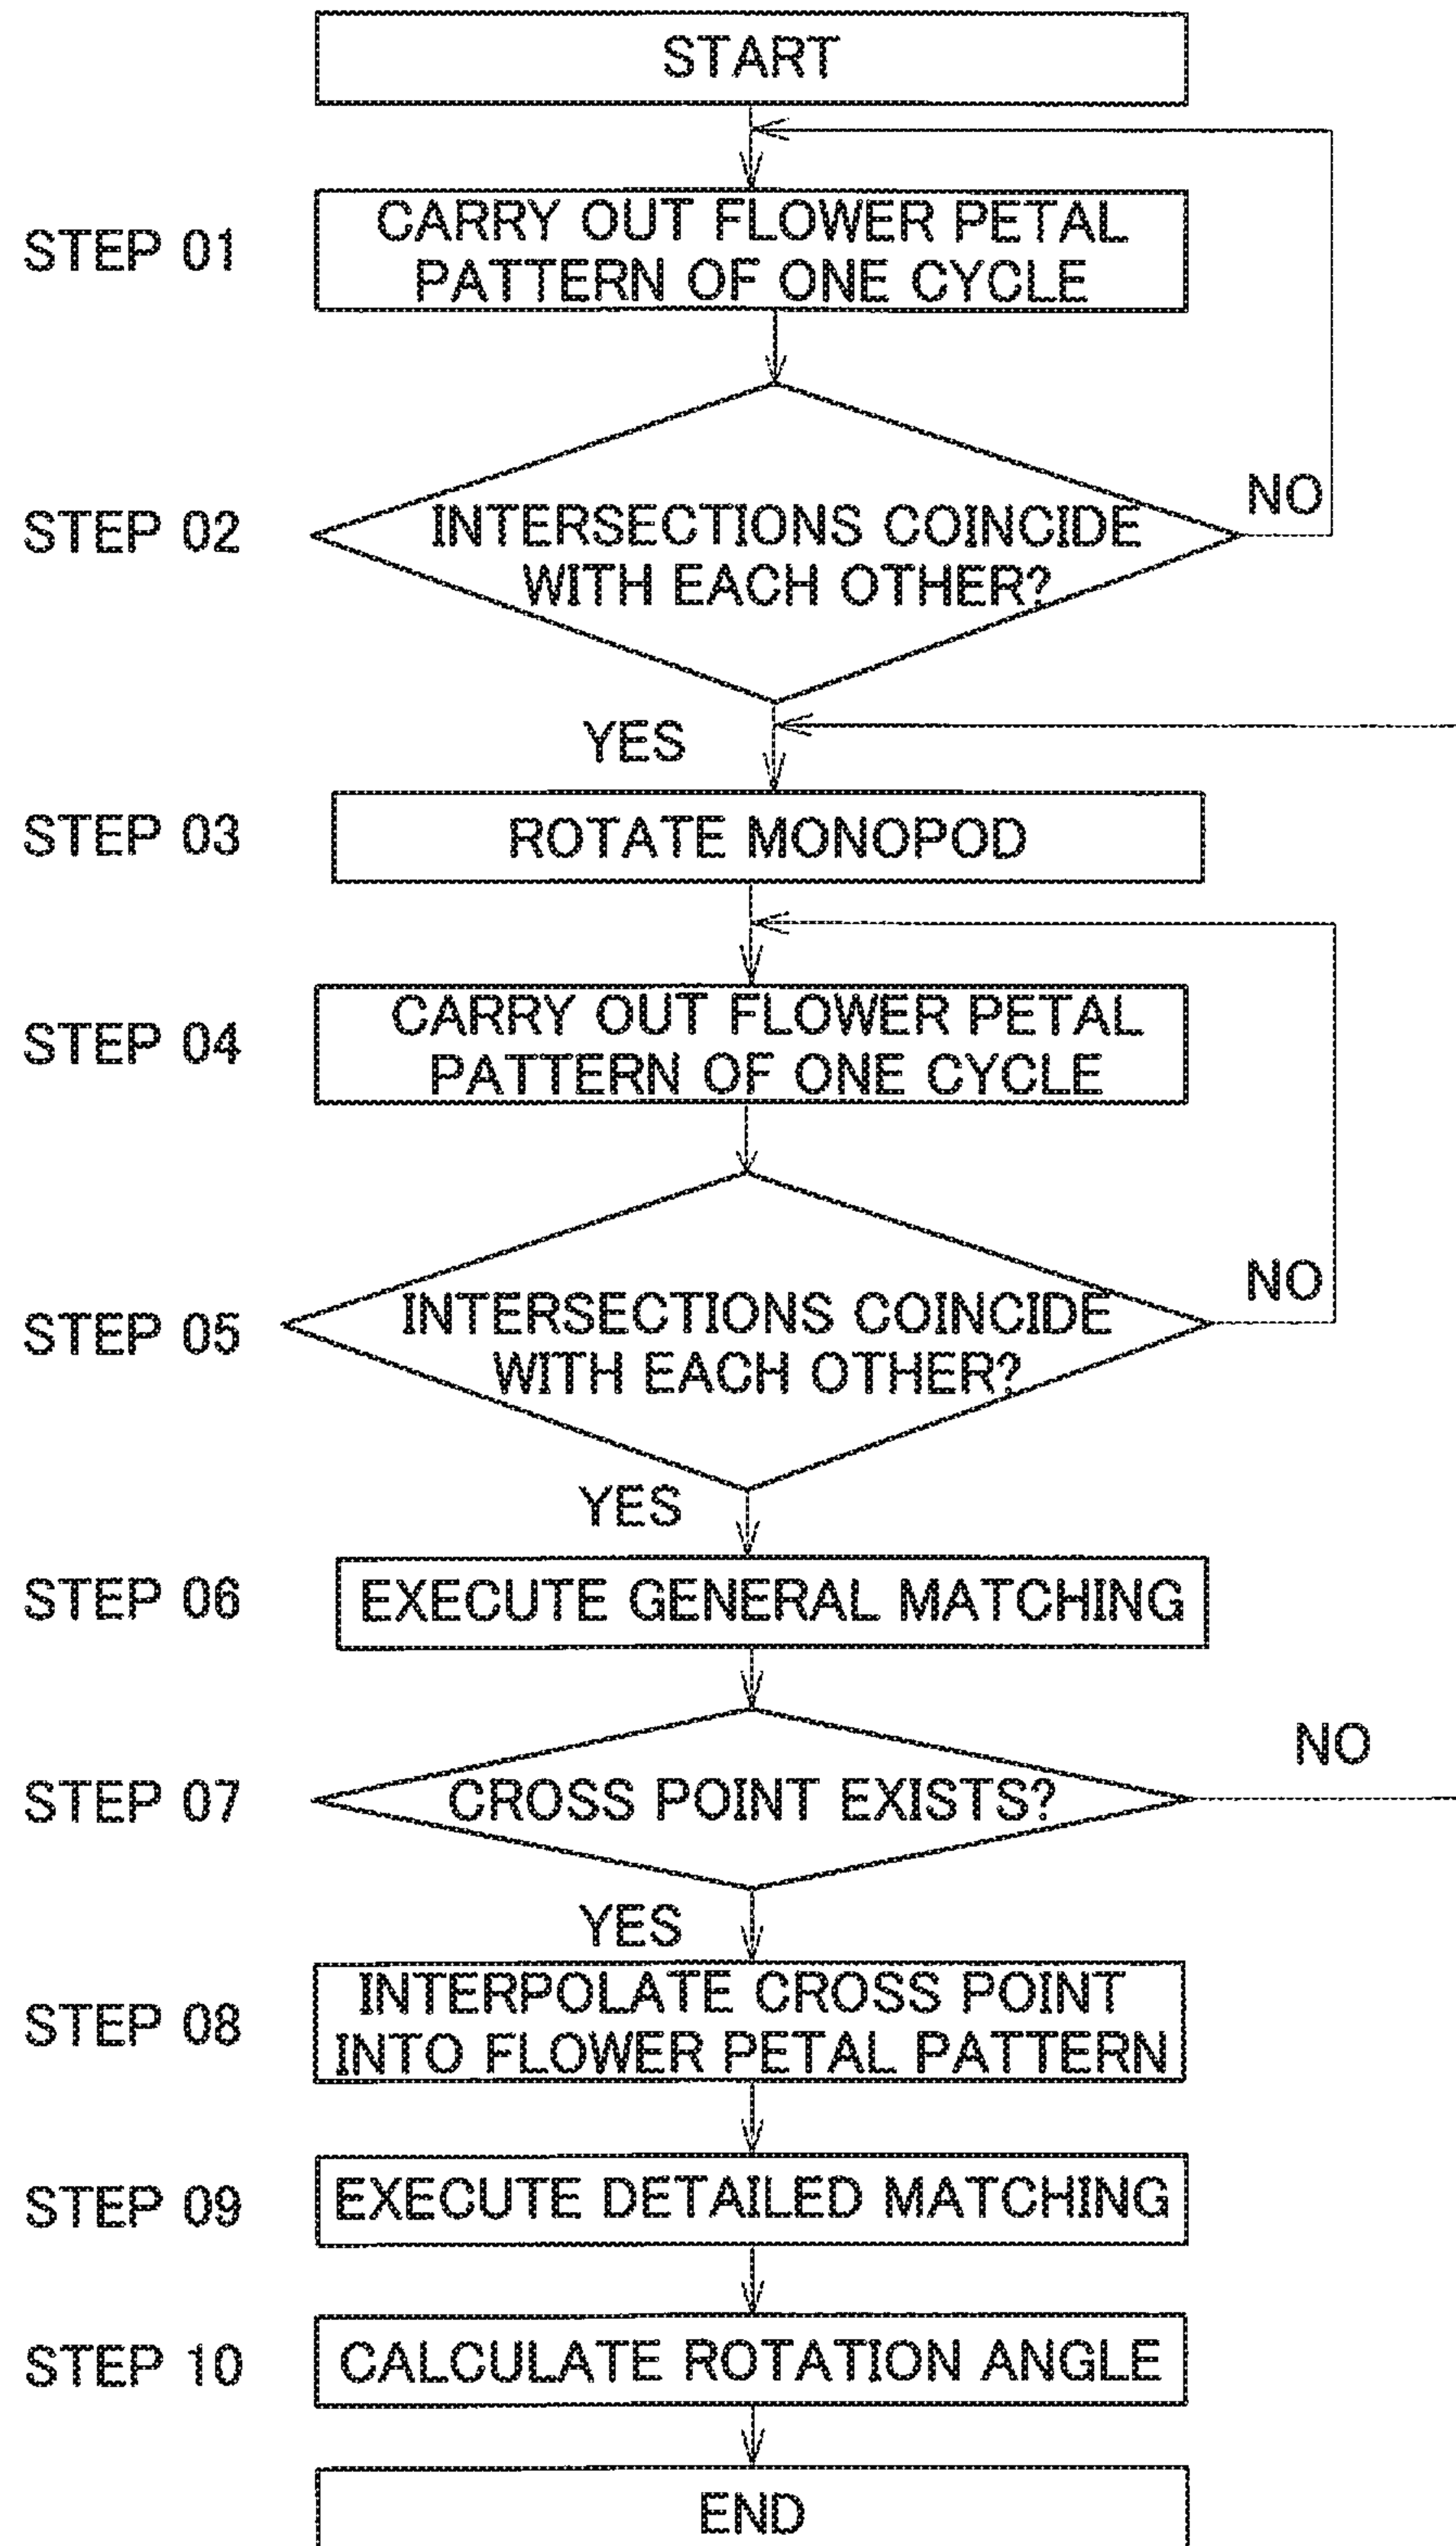 START
STEP 01
CARRY OUT FLOWER PETAL
PATTERN OF ONE CYCLE
STEP 02
INTERSECTIONS COINCIDE
WITH EACH OTHER?
NO
YES
STEP 03
ROTATE MONOPOD
STEP 04
CARRY OUT FLOWER PETAL
PATTERN OF ONE CYCLE
STEP 05
INTERSECTIONS COINCIDE
WITH EACH OTHER?
NO
YES
STEP 06
EXECUTE GENERAL MATCHING
STEP 07
CROSS POINT EXISTS?
NO
YES
STEP 08
INTERPOLATE CROSS POINT
INTO FLOWER PETAL PATTERN
STEP 09
EXECUTE DETAILED MATCHING
STEP 10
CALCULATE ROTATION ANGLE
END